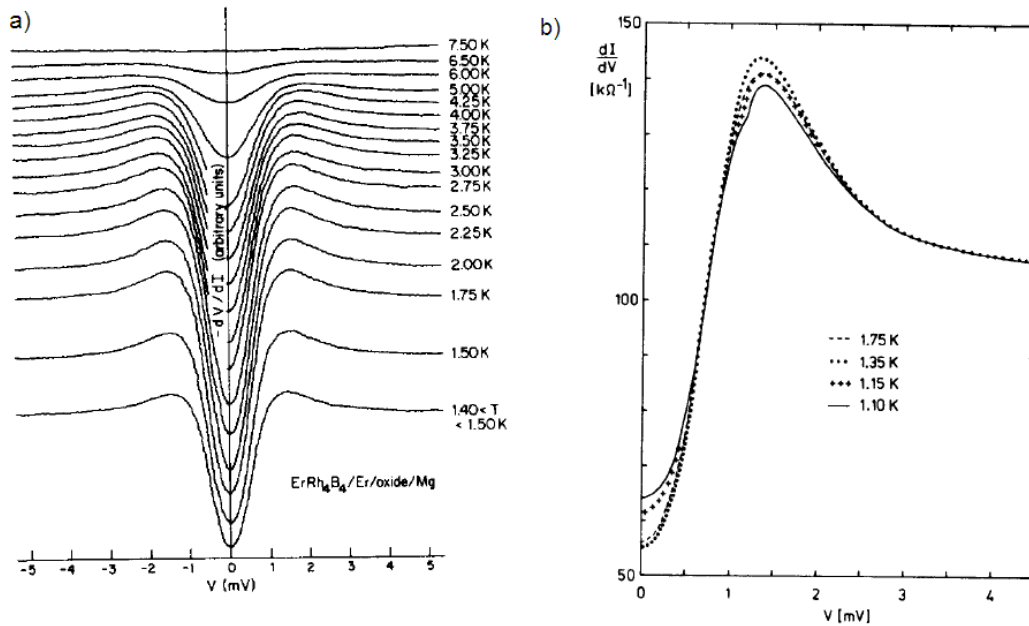 a)
7.50 K
6.50 K
6.00 K
5.00 K
4.25 K
4.00 K
3.75 K
3.50 K
3.25 K
3.00 K
2.75 K
2.50 K
2.25 K
2.00 K
1.75 K
1.50 K
1.40 < T
< 1.50 K
- dV / dI (arbitrary units)
ErRh4B4/Er/oxide/Mg
-5 -4 -3 -2 -1 0 1 2 3 4 5
V (mV)
b)
150
dI
dV
[kΩ⁻¹]
100
50
1.75 K
1.35 K
1.15 K
1.10 K
0 1 2 3 4
V [mV]